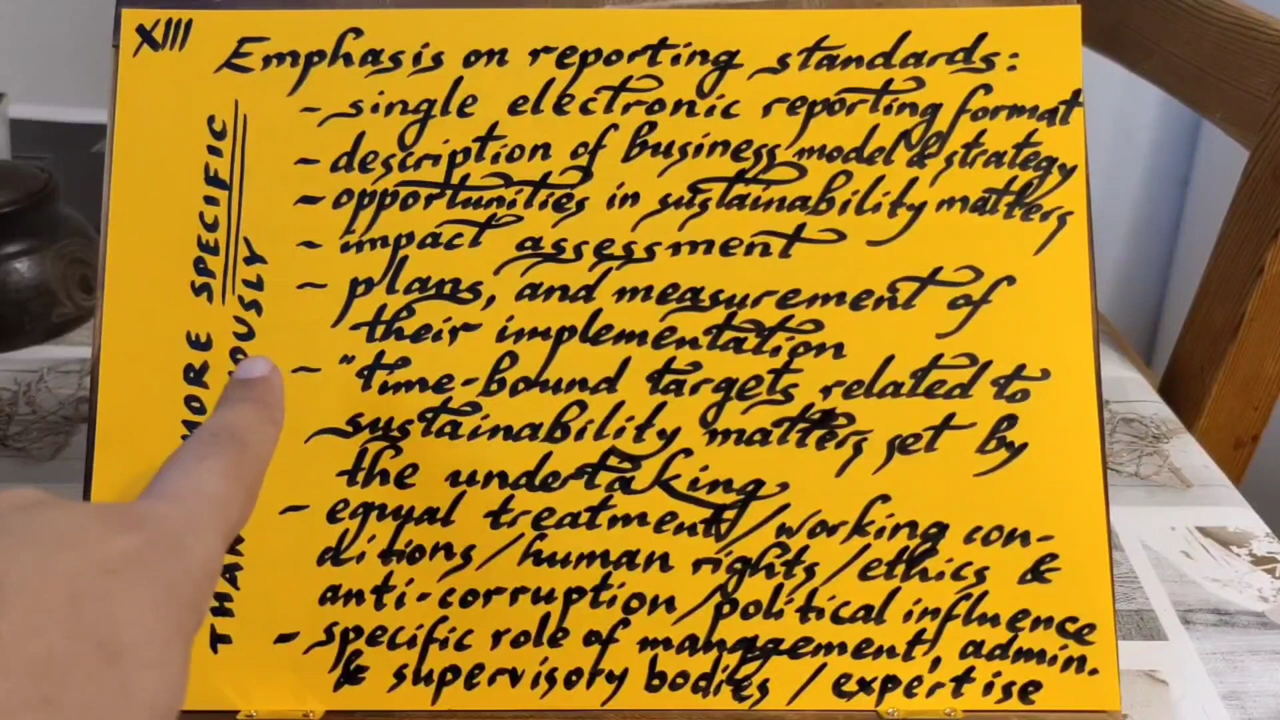 XIII
Emphasis on reporting standards:
- single electronic reporting format
- description of business model & strategy
- opportunities in sustainability matters
- impact assessment
- plans, and measurement of
their implementation
- "time-bound targets related to
sustainability matters set by
the undertaking
- equal treatment/working con-
ditions/human rights/ethics &
anti-corruption/political influence
- specific role of management, admin.
& supervisory bodies / expertise
MORE SPECIFIC
THAN